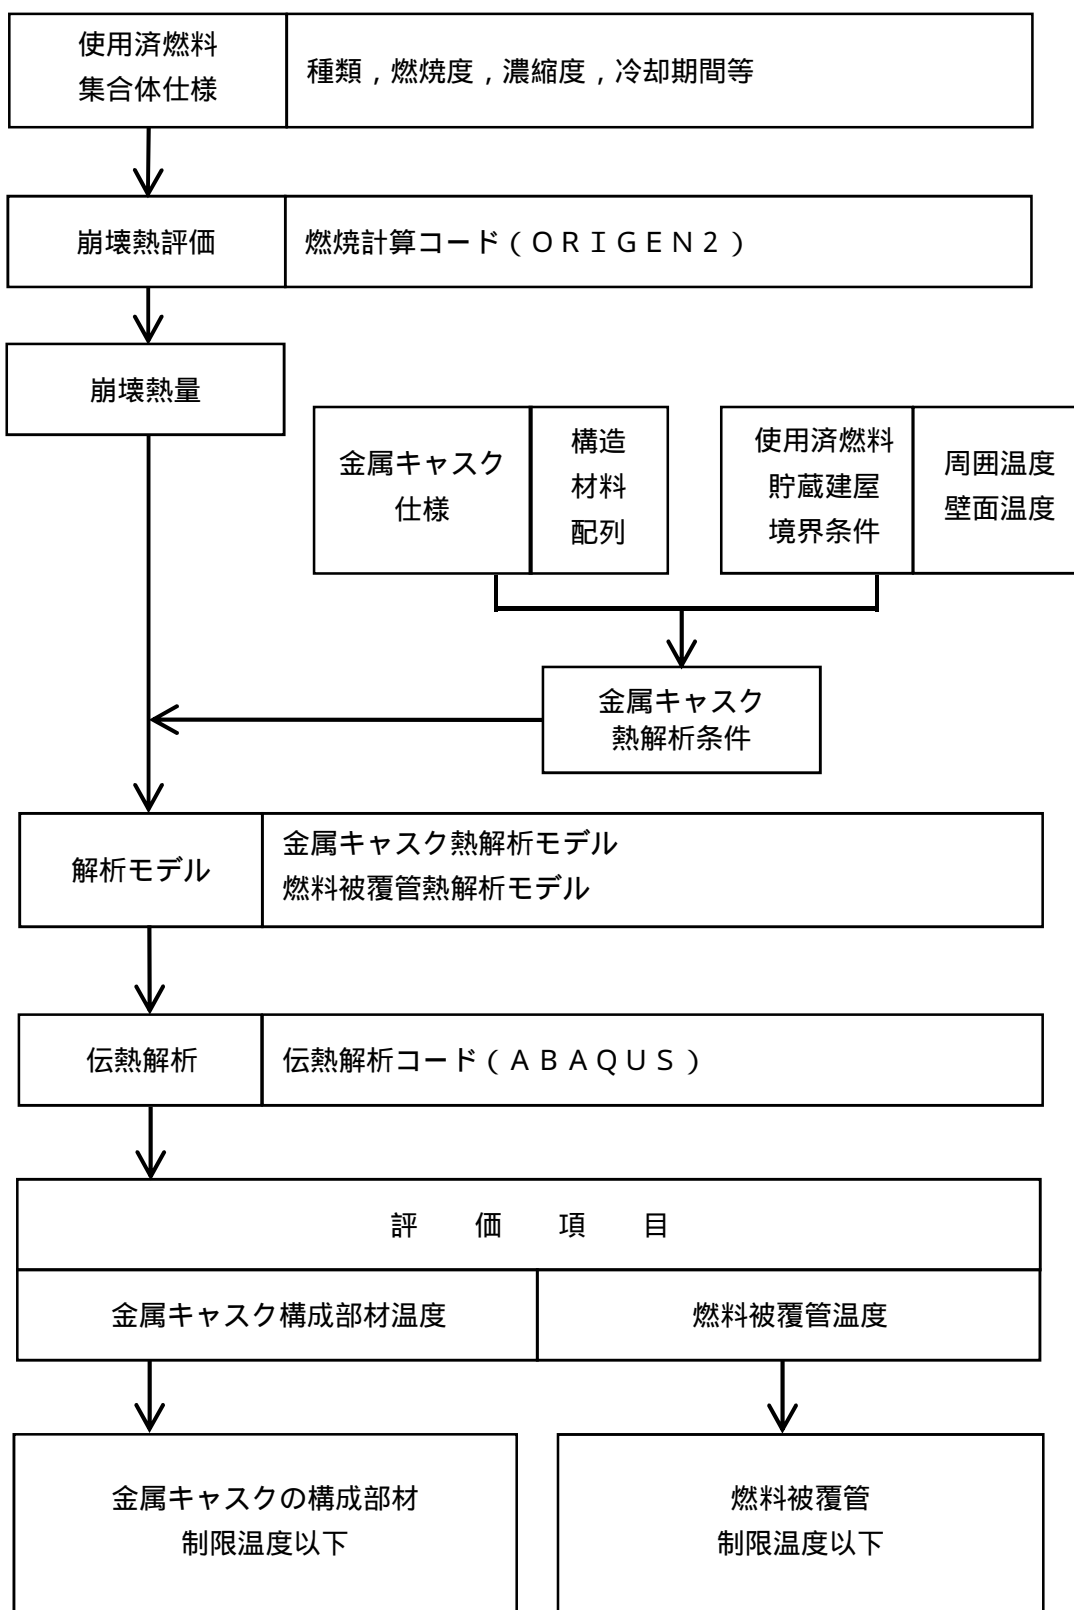 使用済燃料
集合体仕様
種類，燃焼度，濃縮度，冷却期間等
崩壊熱評価
燃焼計算コード（ＯＲＩＧＥＮ２）
崩壊熱量
金属キャスク
仕様
構造
材料
配列
使用済燃料
貯蔵建屋
境界条件
周囲温度
壁面温度
金属キャスク
熱解析条件
解析モデル
金属キャスク熱解析モデル
燃料被覆管熱解析モデル
伝熱解析
伝熱解析コード（ＡＢＡＱＵＳ）
評　価　項　目
金属キャスク構成部材温度
燃料被覆管温度
金属キャスクの構成部材
制限温度以下
燃料被覆管
制限温度以下